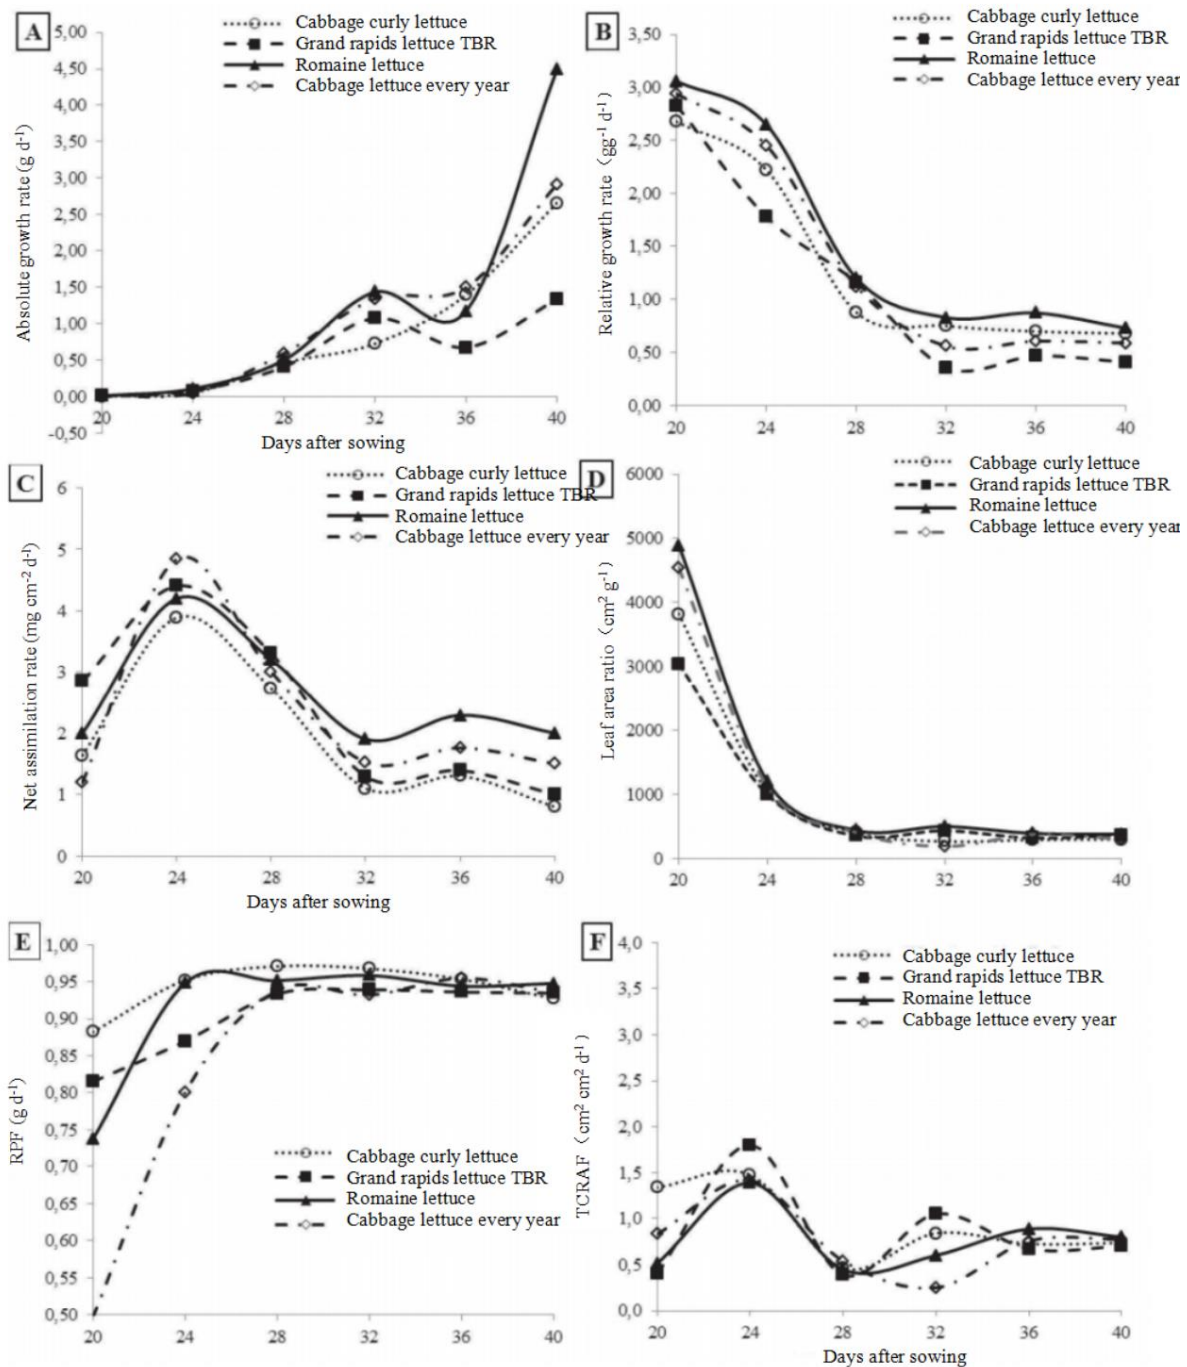 A
Cabbage curly lettuce
Grand rapids lettuce TBR
Romaine lettuce
Cabbage lettuce every year
Absolute growth rate (g d-1)
5,00
4,50
4,00
3,50
3,00
2,50
2,00
1,50
1,00
0,50
0,00
-0,50
20 24 28 32 36 40
Days after sowing
B
Cabbage curly lettuce
Grand rapids lettuce TBR
Romaine lettuce
Cabbage lettuce every year
Relative growth rate (gg-1 d-1)
3,50
3,00
2,50
2,00
1,50
1,00
0,50
0,00
20 24 28 32 36 40
C
Cabbage curly lettuce
Grand rapids lettuce TBR
Romaine lettuce
Cabbage lettuce every year
Net assimilation rate (mg cm-2 d-1)
6
5
4
3
2
1
0
20 24 28 32 36 40
Days after sowing
D
Cabbage curly lettuce
Grand rapids lettuce TBR
Romaine lettuce
Cabbage lettuce every year
Leaf area ratio (cm2 g-1)
6000
5000
4000
3000
2000
1000
0
20 24 28 32 36 40
E
RPF (g d-1)
1,00
0,95
0,90
0,85
0,80
0,75
0,70
0,65
0,60
0,55
0,50
Cabbage curly lettuce
Grand rapids lettuce TBR
Romaine lettuce
Cabbage lettuce every year
20 24 28 32 36 40
F
Cabbage curly lettuce
Grand rapids lettuce TBR
Romaine lettuce
Cabbage lettuce every year
TCRAF (cm2 cm2 d-1)
4,0
3,5
3,0
2,5
2,0
1,5
1,0
0,5
0,0
20 24 28 32 36 40
Days after sowing